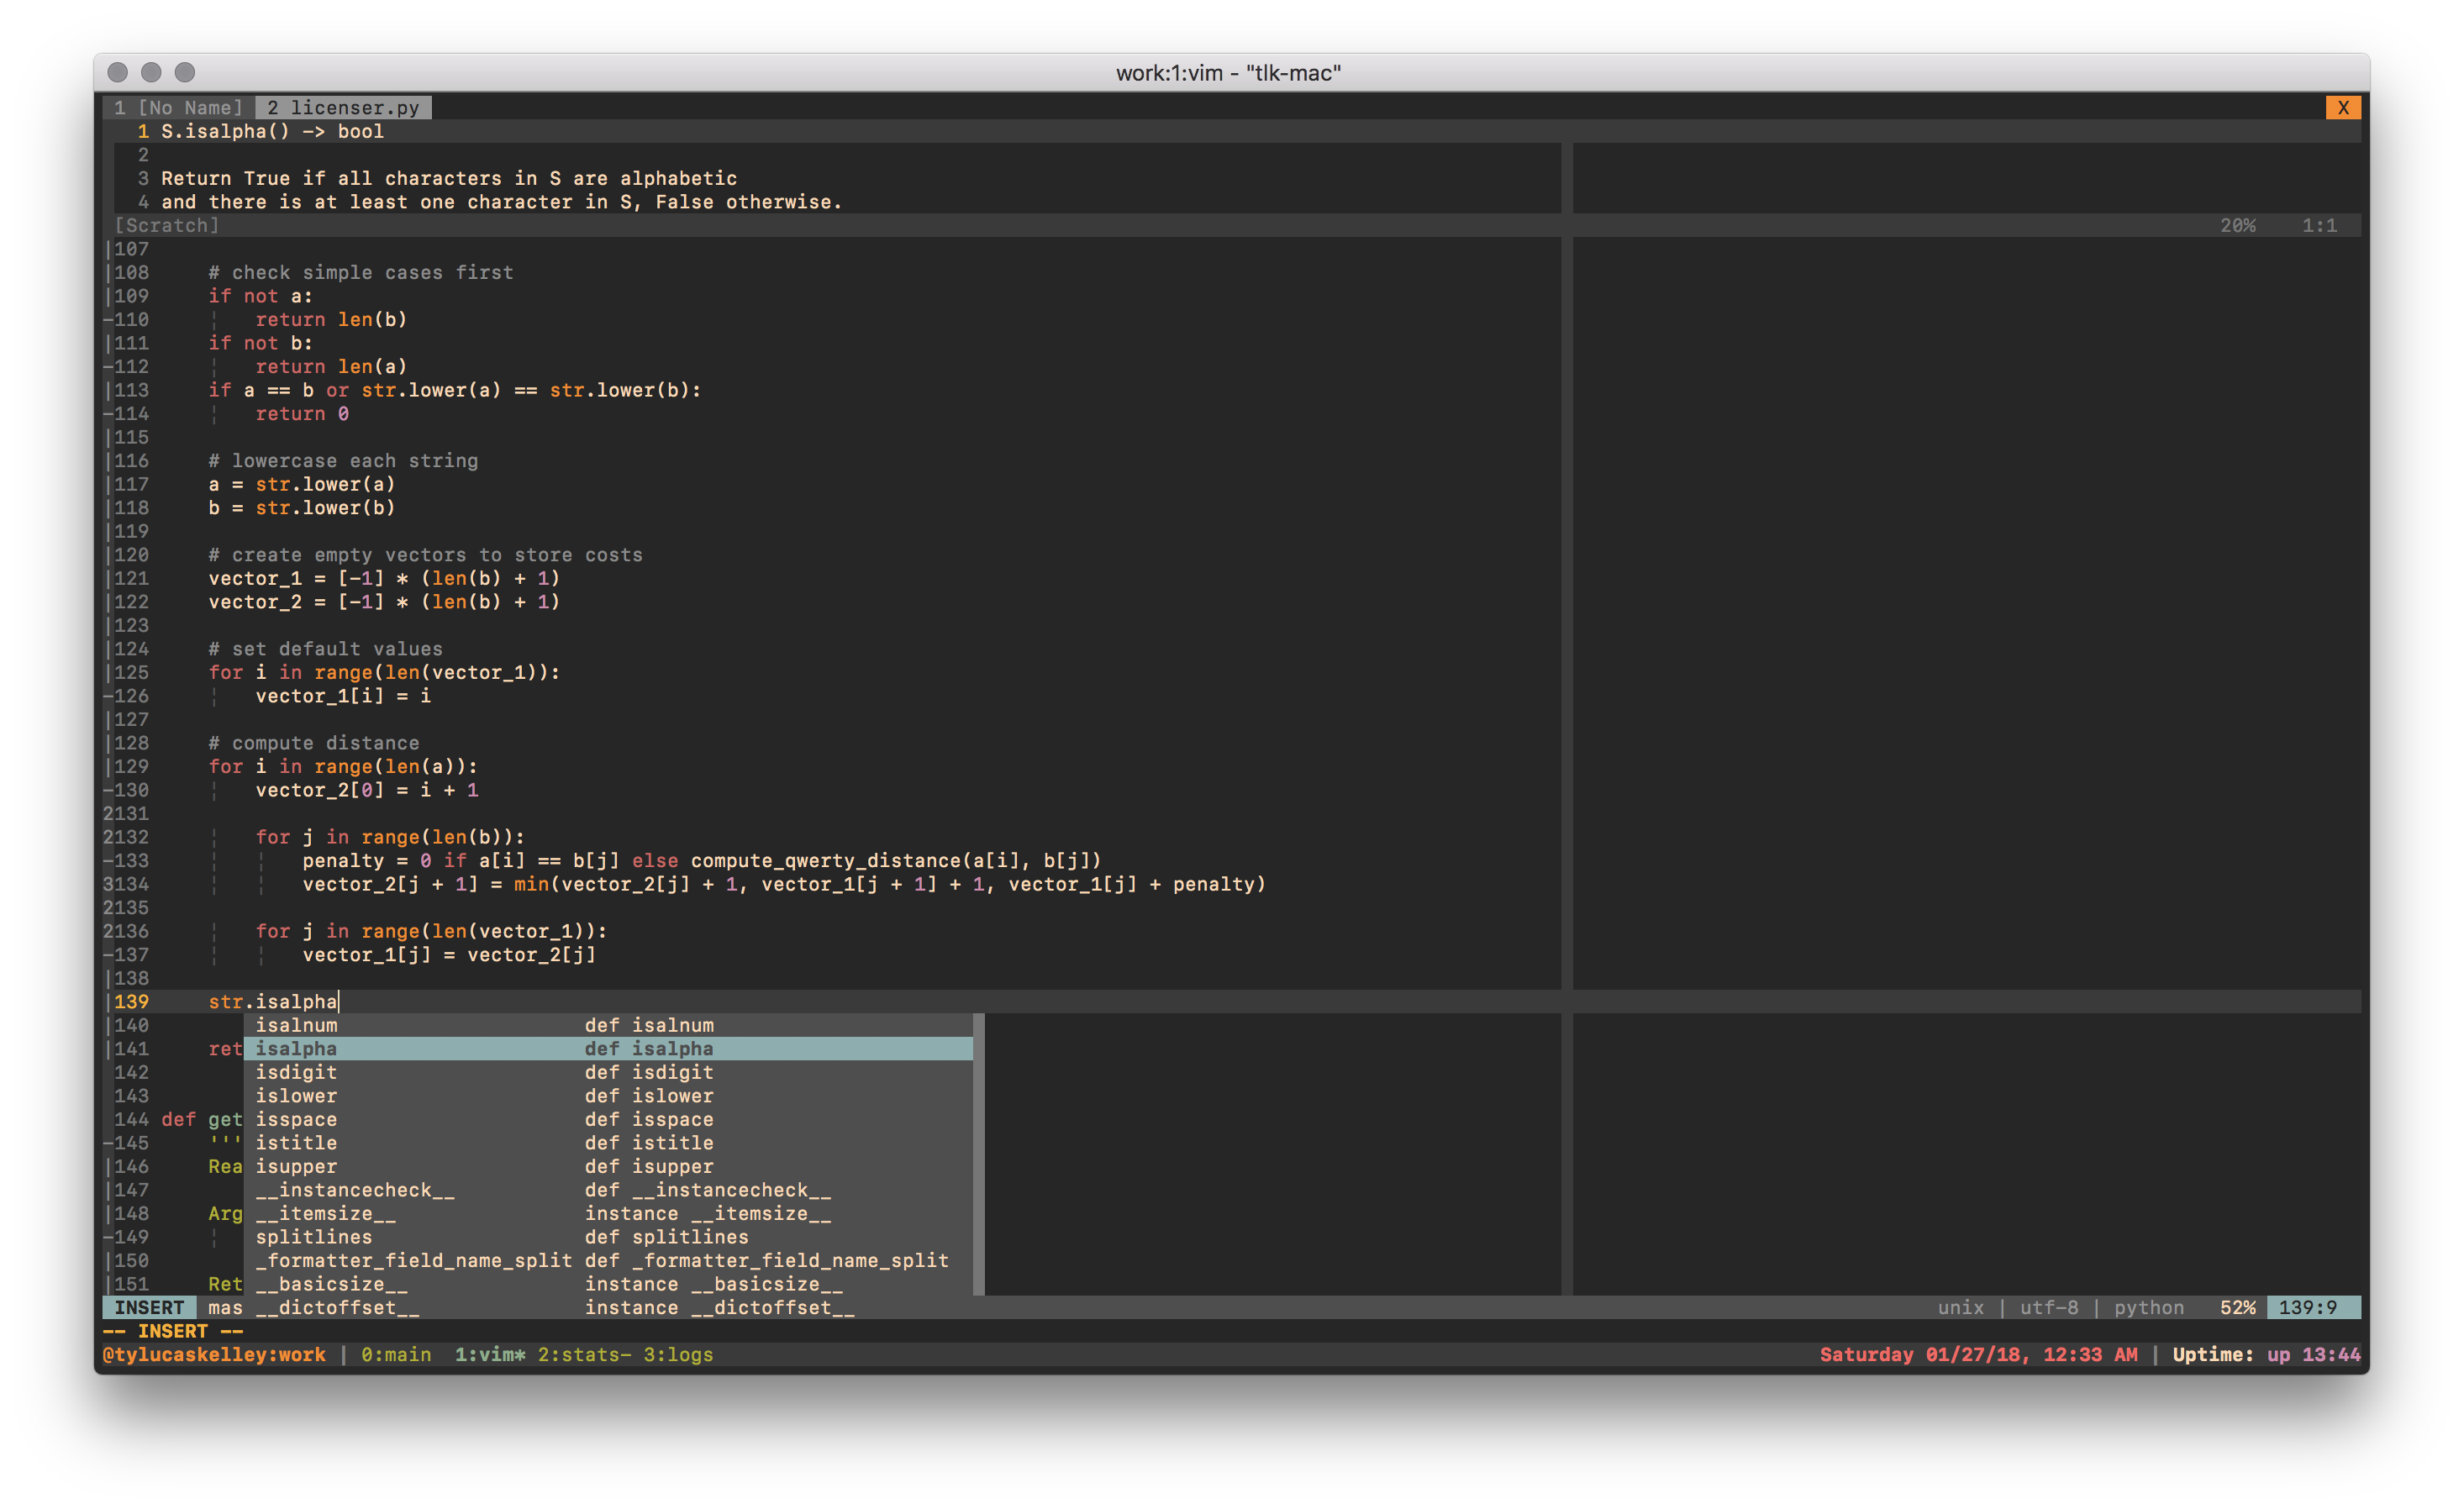 work:1:vim - "tlk-mac"
1 [No Name]  2 licenser.py  X
1 S.isalpha() -> bool
2
3 Return True if all characters in S are alphabetic
4 and there is at least one character in S, False otherwise.
[Scratch]  20%  1:1
|107
|108     # check simple cases first
|109     if not a:
-110     ¦   return len(b)
|111     if not b:
-112     ¦   return len(a)
|113     if a == b or str.lower(a) == str.lower(b):
-114     ¦   return 0
|115
|116     # lowercase each string
|117     a = str.lower(a)
|118     b = str.lower(b)
|119
|120     # create empty vectors to store costs
|121     vector_1 = [-1] * (len(b) + 1)
|122     vector_2 = [-1] * (len(b) + 1)
|123
|124     # set default values
|125     for i in range(len(vector_1)):
-126     ¦   vector_1[i] = i
|127
|128     # compute distance
|129     for i in range(len(a)):
-130     ¦   vector_2[0] = i + 1
2131
2132     ¦   for j in range(len(b)):
-133     ¦   ¦   penalty = 0 if a[i] == b[j] else compute_qwerty_distance(a[i], b[j])
3134     ¦   ¦   vector_2[j + 1] = min(vector_2[j] + 1, vector_1[j + 1] + 1, vector_1[j] + penalty)
2135
2136     ¦   for j in range(len(vector_1)):
-137     ¦   ¦   vector_1[j] = vector_2[j]
|138
|139     str.isalpha
|140         isalnum                     def isalnum
|141     ret isalpha                     def isalpha
142         isdigit                     def isdigit
143         islower                     def islower
144 def get isspace                     def isspace
-145     ''' istitle                     def istitle
|146     Rea isupper                     def isupper
|147         __instancecheck__           def __instancecheck__
|148     Arg __itemsize__                instance __itemsize__
-149     ¦   splitlines                  def splitlines
|150         _formatter_field_name_split def _formatter_field_name_split
|151     Ret __basicsize__               instance __basicsize__
INSERT  mas __dictoffset__              instance __dictoffset__  unix | utf-8 | python  52%  139:9
-- INSERT --
@tylucaskelley:work | 0:main  1:vim* 2:stats- 3:logs  Saturday 01/27/18, 12:33 AM | Uptime: up 13:44